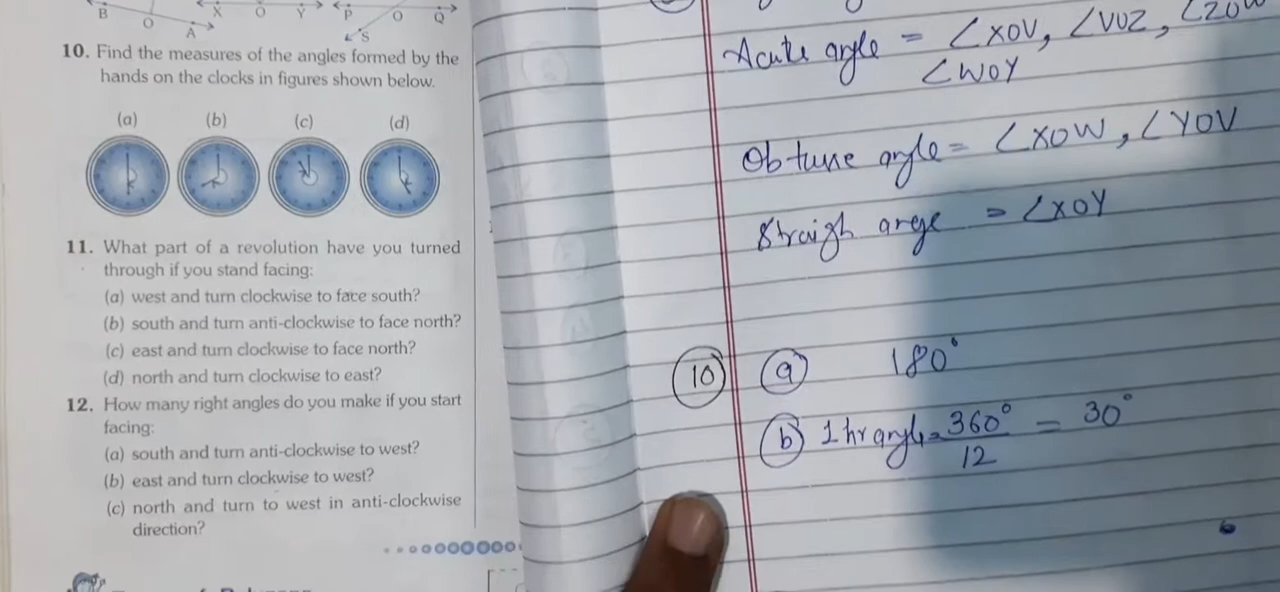 B O A X O Y P O Q S
10. Find the measures of the angles formed by the
hands on the clocks in figures shown below.
(a) (b) (c) (d)
11. What part of a revolution have you turned
through if you stand facing:
(a) west and turn clockwise to face south?
(b) south and turn anti-clockwise to face north?
(c) east and turn clockwise to face north?
(d) north and turn clockwise to east?
12. How many right angles do you make if you start
facing:
(a) south and turn anti-clockwise to west?
(b) east and turn clockwise to west?
(c) north and turn to west in anti-clockwise
direction?
Acute angle = ∠XOV, ∠VOZ, ∠ZOW
∠WOY
Obtuse angle = ∠XOW, ∠YOV
Straigh ange = ∠XOY
10 a 180°
b 1 hr angle = 360°/12 = 30°
6